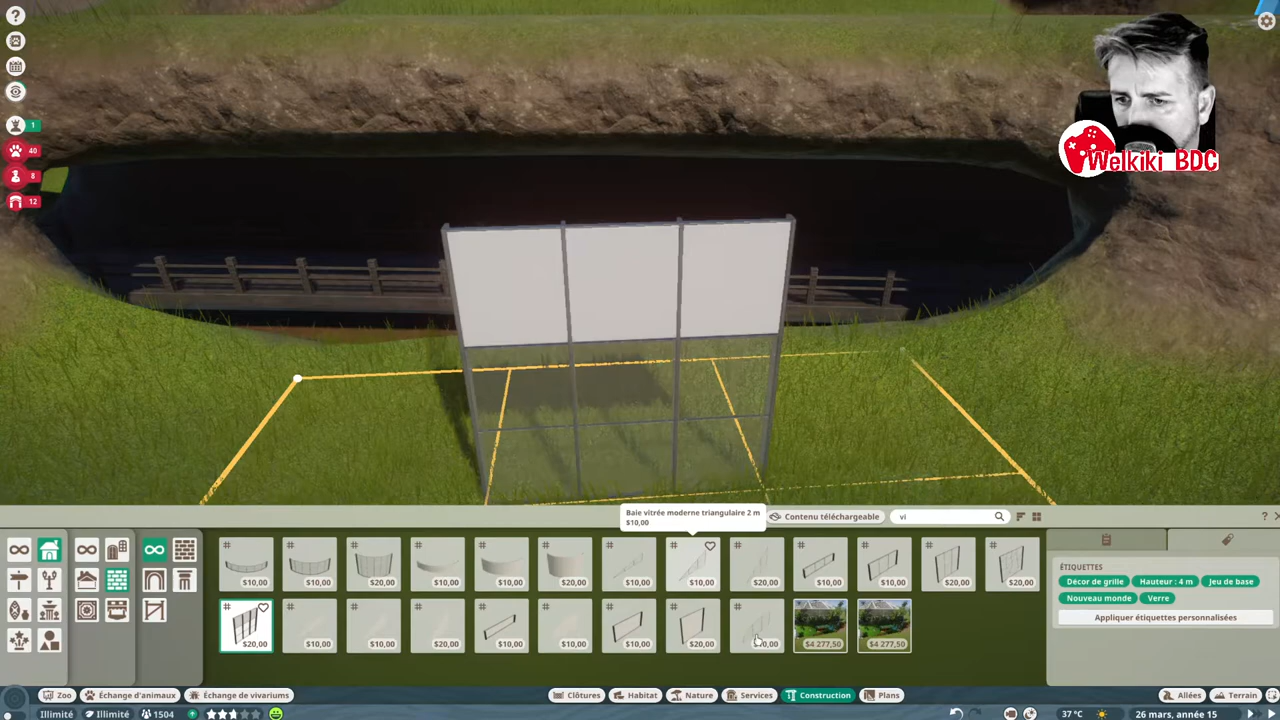 ?
1
40
8
12
Welkiki BDC
Baie vitrée moderne triangulaire 2 m
$10,00
Contenu téléchargeable
vi
?
#
$10,00
$10,00
$20,00
$10,00
$10,00
$20,00
$10,00
$10,00
$20,00
$10,00
$10,00
$20,00
$20,00
$20,00
$10,00
$10,00
$20,00
$10,00
$10,00
$20,00
$4 277,50
$4 277,50
ÉTIQUETTES
Décor de grille
Hauteur : 4 m
Jeu de base
Nouveau monde
Verre
Appliquer étiquettes personnalisées
Zoo
Échange d'animaux
Échange de vivariums
Clôtures
Habitat
Nature
Services
Construction
Plans
Allées
Terrain
Illimité
Illimité
1504
37 °C
26 mars, année 15